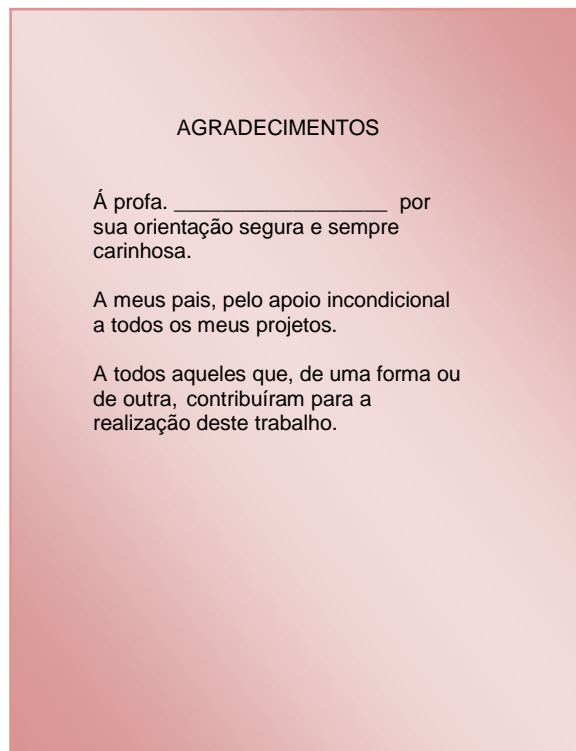 AGRADECIMENTOS
Á profa. ___________________ por
sua orientação segura e sempre
carinhosa.
A meus pais, pelo apoio incondicional
a todos os meus projetos.
A todos aqueles que, de uma forma ou
de outra, contribuíram para a
realização deste trabalho.